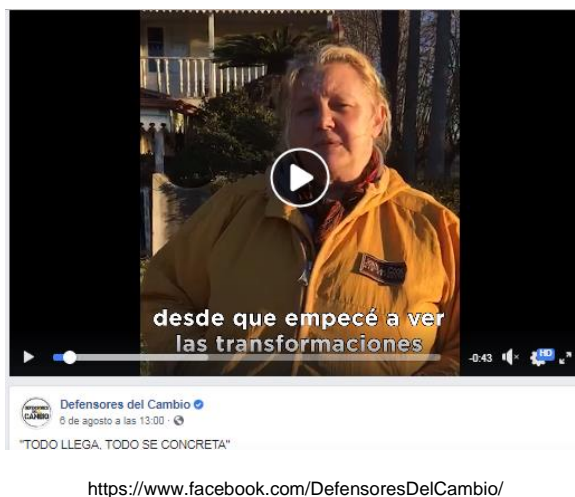 desde que empecé a ver
las transformaciones
-0:43 HD
Defensores del Cambio
6 de agosto a las 13:00 ·
"TODO LLEGA, TODO SE CONCRETA"
https://www.facebook.com/DefensoresDelCambio/